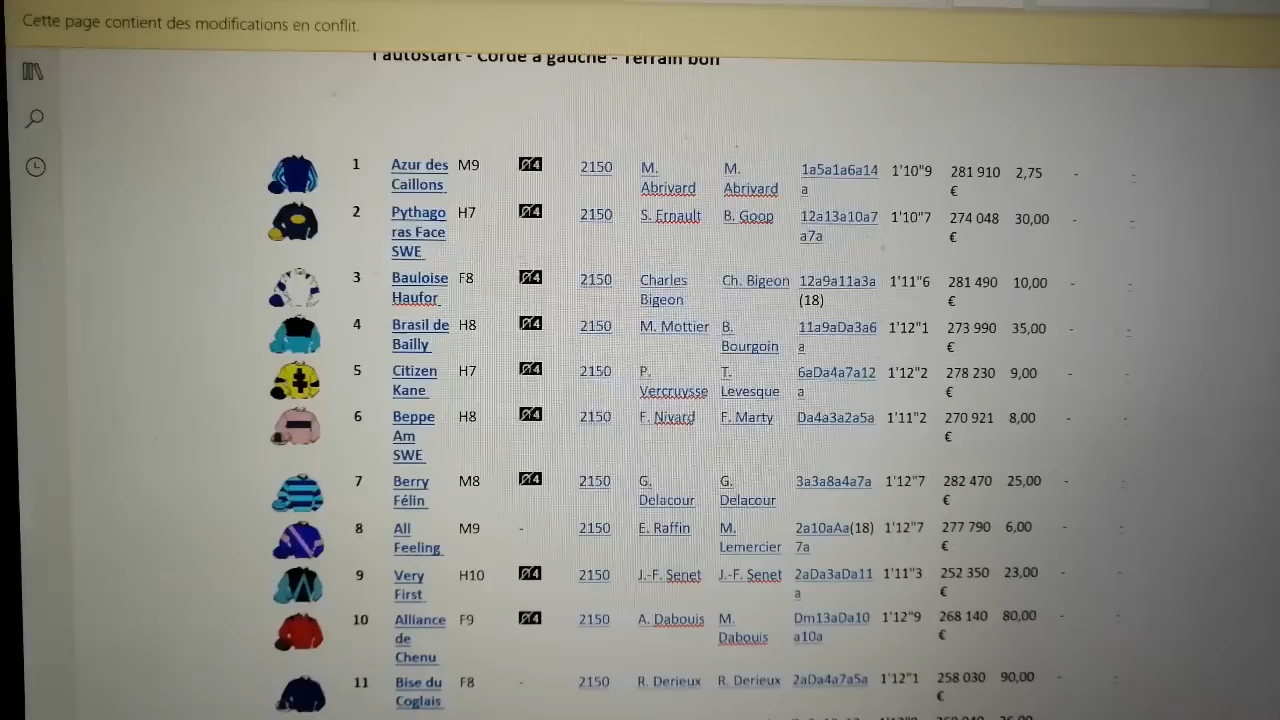 Cette page contient des modifications en conflit.
l'autostart - Corde à gauche - Terrain bon
1 Azur des Caillons M9 2150 M. Abrivard M. Abrivard 1a5a1a6a14a 1'10"9 281 910 € 2,75 - -
2 Pythagoras Face SWE H7 2150 S. Ernault B. Goop 12a13a10a7a7a 1'10"7 274 048 € 30,00 - -
3 Bauloise Haufor F8 2150 Charles Bigeon Ch. Bigeon 12a9a11a3a(18) 1'11"6 281 490 € 10,00 - -
4 Brasil de Bailly H8 2150 M. Mottier B. Bourgoin 11a9aDa3a6a 1'12"1 273 990 € 35,00 - -
5 Citizen Kane H7 2150 P. Vercruysse T. Levesque 6aDa4a7a12a 1'12"2 278 230 € 9,00 - -
6 Beppe Am SWE H8 2150 F. Nivard F. Marty Da4a3a2a5a 1'11"2 270 921 € 8,00 - -
7 Berry Félin M8 2150 G. Delacour G. Delacour 3a3a8a4a7a 1'12"7 282 470 € 25,00 - -
8 All Feeling M9 - 2150 E. Raffin M. Lemercier 2a10aAa(18)7a 1'12"7 277 790 € 6,00 - -
9 Very First H10 2150 J.-F. Senet J.-F. Senet 2aDa3aDa11a 1'11"3 252 350 € 23,00 - -
10 Alliance de Chenu F9 2150 A. Dabouis M. Dabouis Dm13aDa10a10a 1'12"9 268 140 € 80,00 - -
11 Bise du Coglais F8 - 2150 R. Derieux R. Derieux 2aDa4a7a5a 1'12"1 258 030 € 90,00 - -